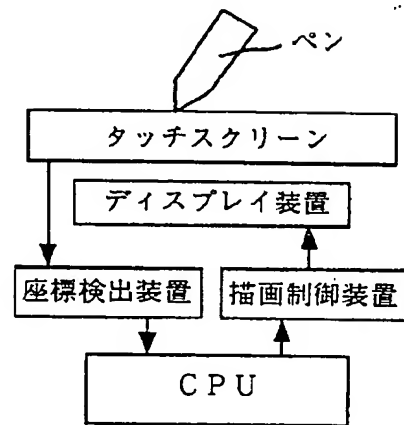 ペン
タッチスクリーン
ディスプレイ装置
座標検出装置
描画制御装置
CPU